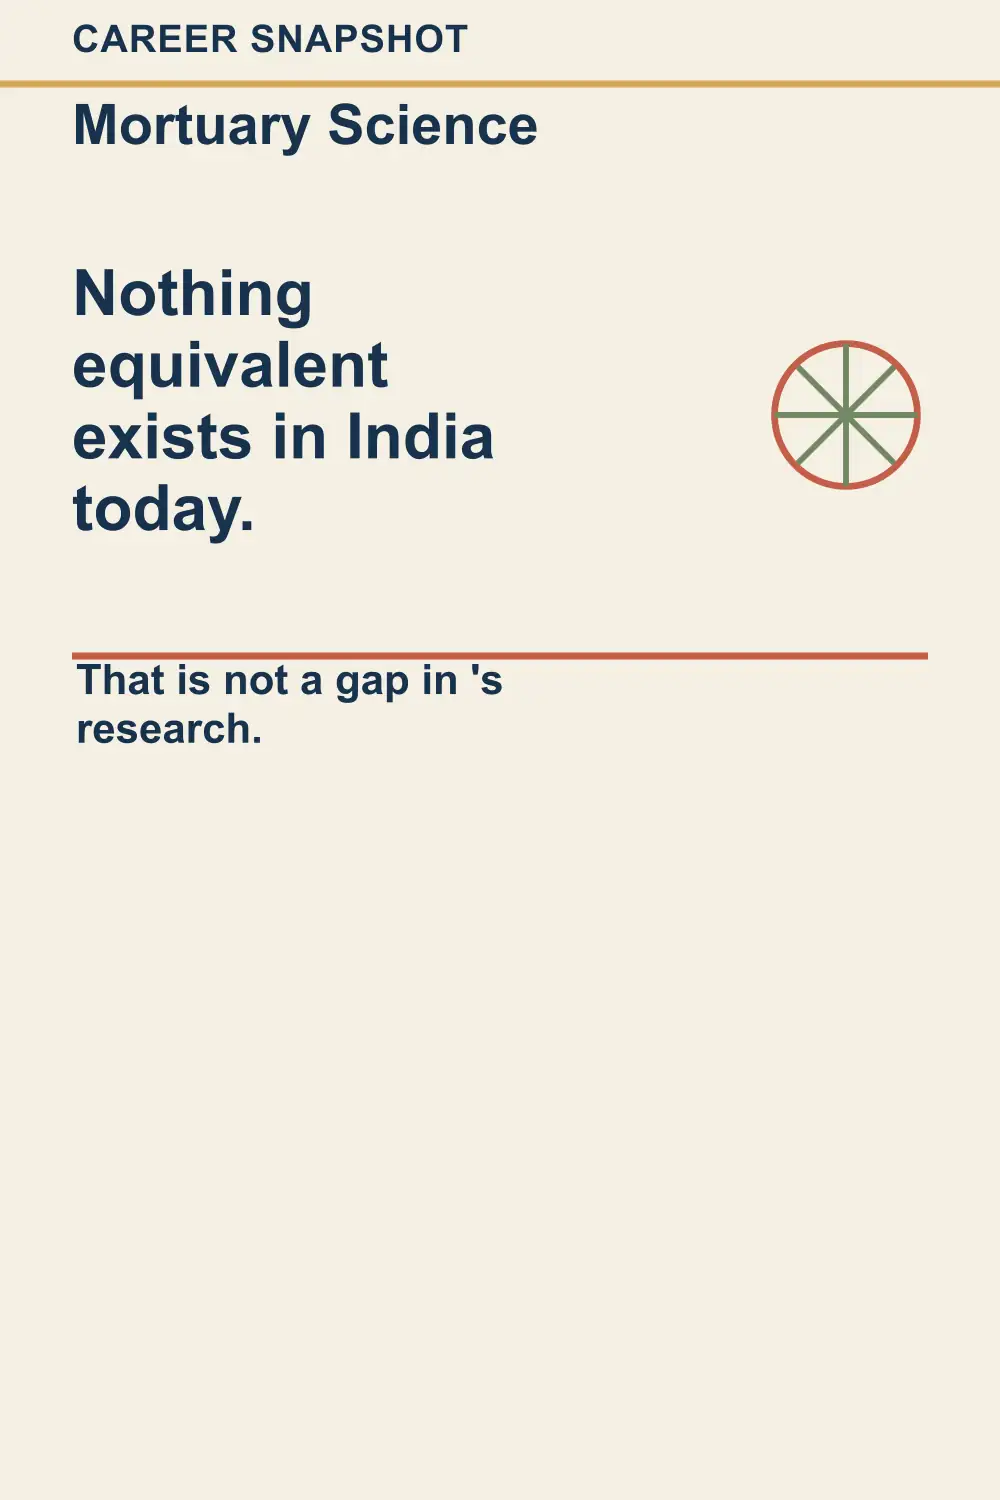 CAREER SNAPSHOT
Mortuary Science
Nothing
equivalent
exists in India
today.
That is not a gap in 's
research.